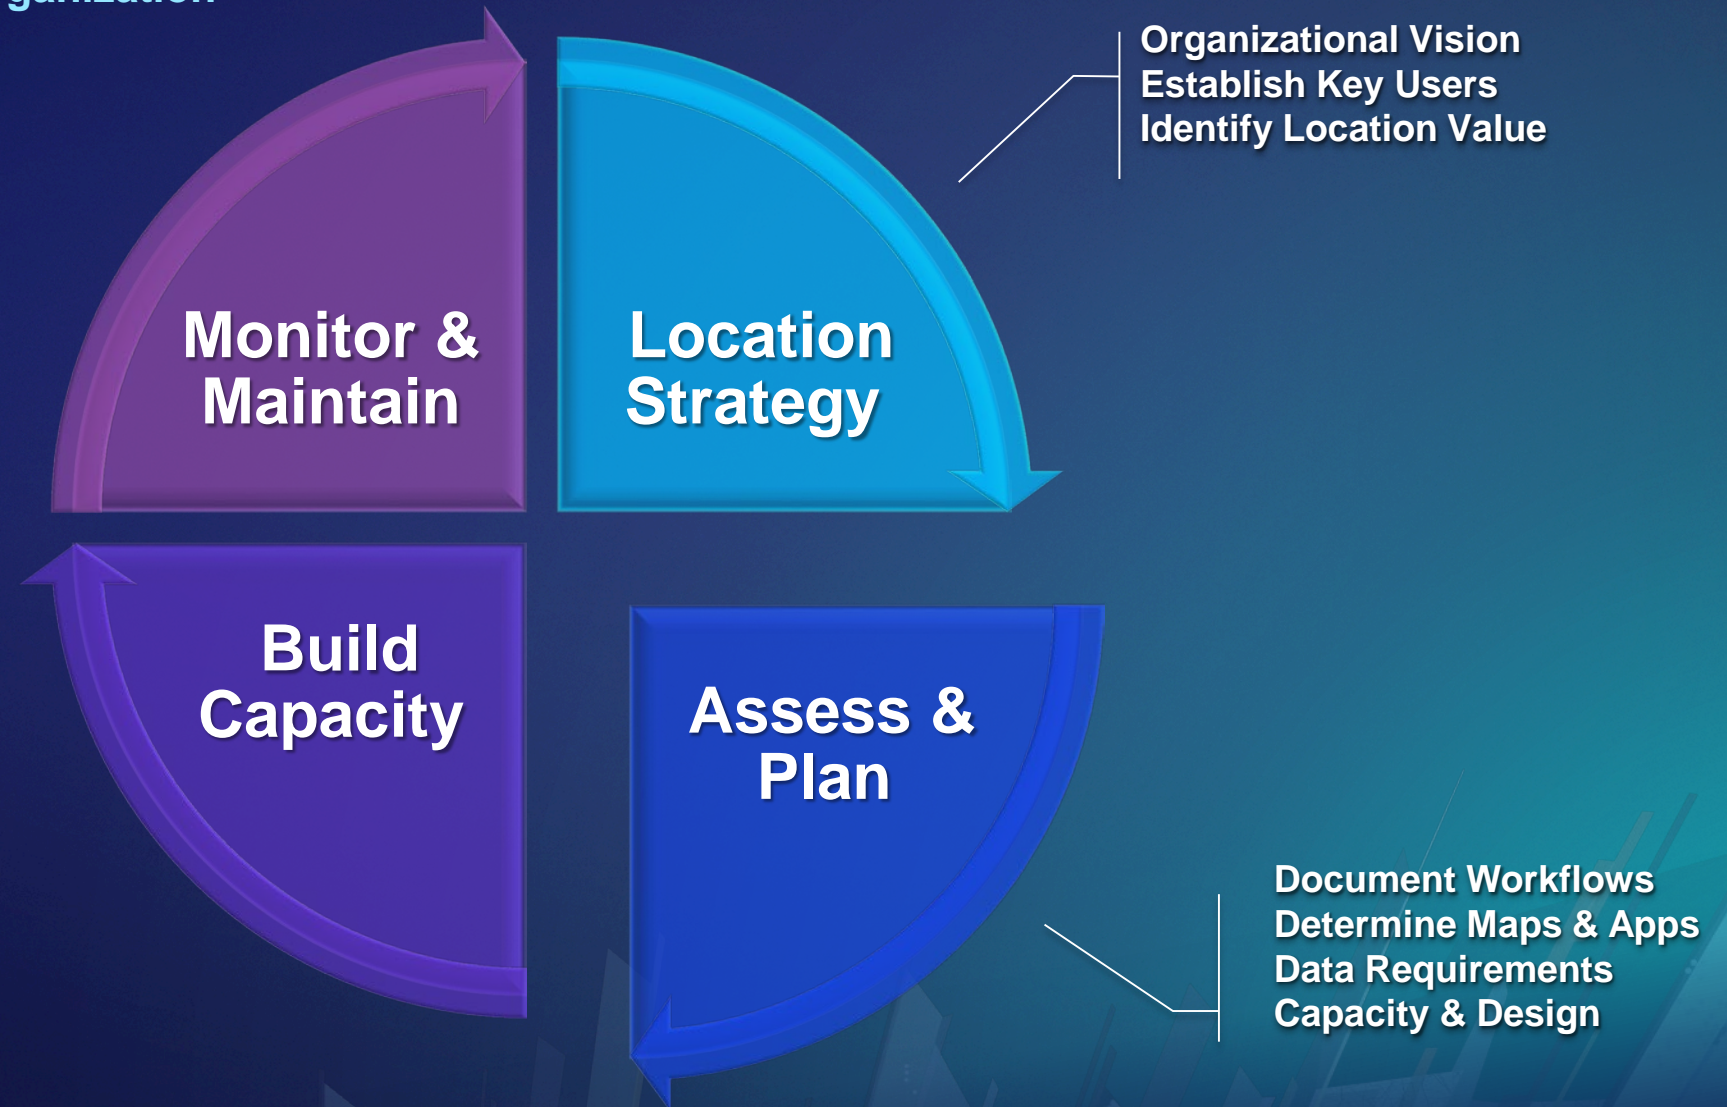 Organizational Vision
Establish Key Users
Identify Location Value
Monitor &
Maintain
Location
Strategy
Build
Capacity
Assess &
Plan
Document Workflows
Determine Maps & Apps
Data Requirements
Capacity & Design